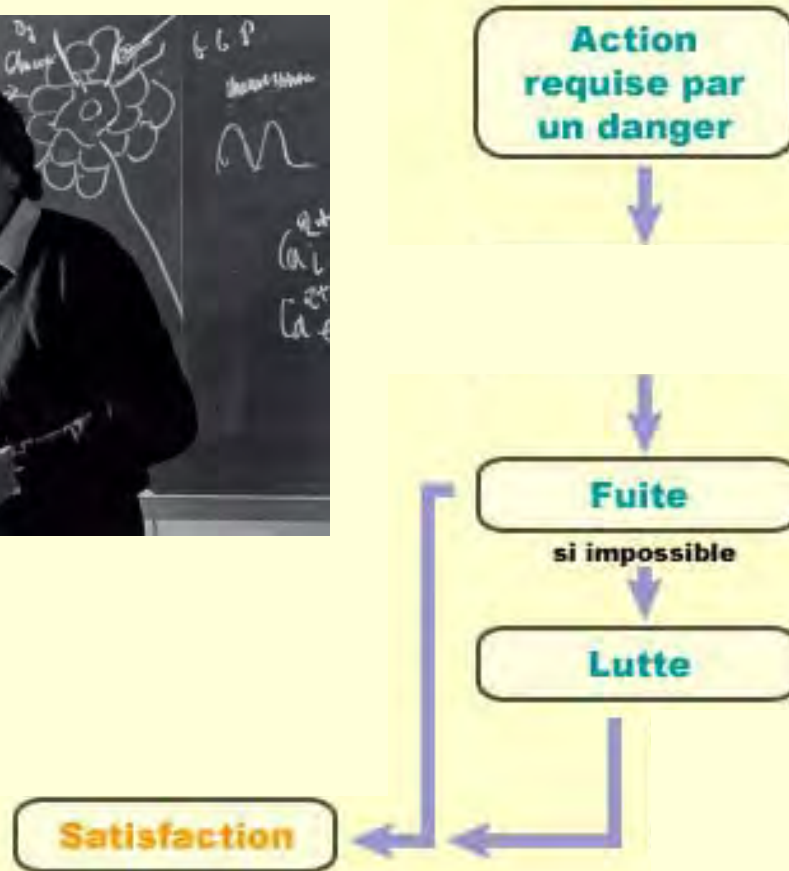 Action
requise par
un danger
Fuite
si impossible
Lutte
Satisfaction